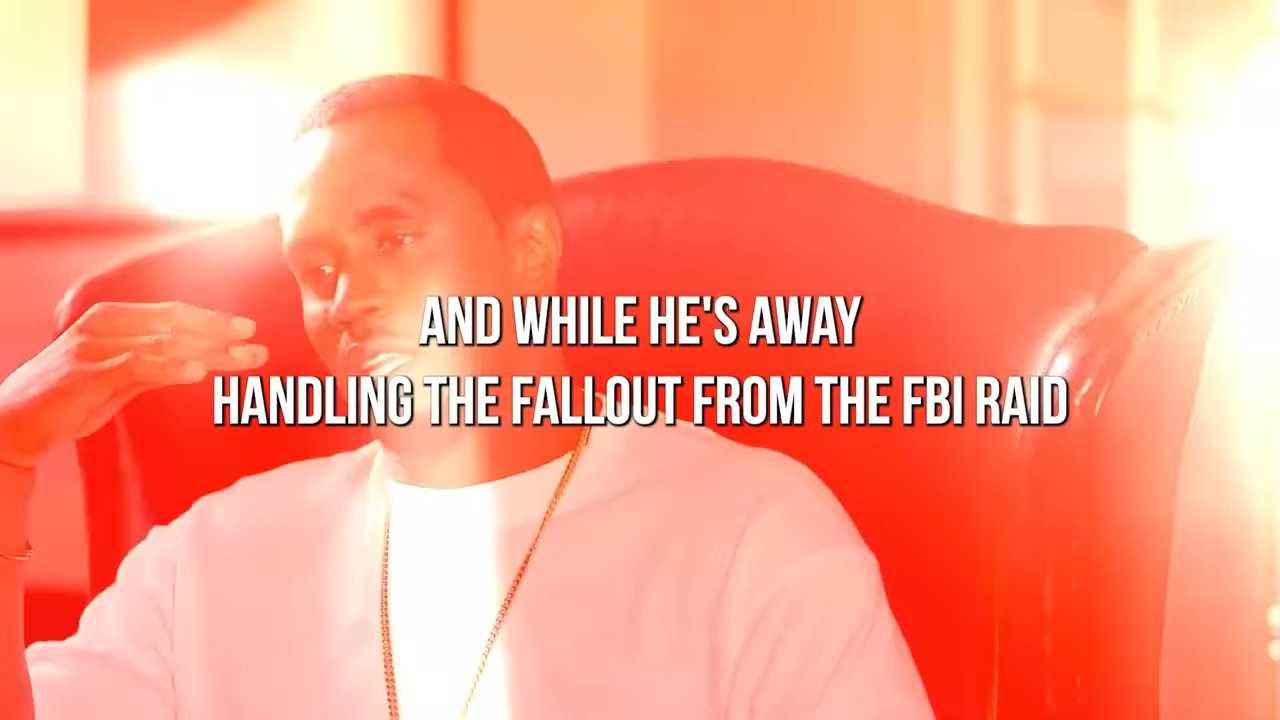 AND WHILE HE'S AWAY
HANDLING THE FALLOUT FROM THE FBI RAID